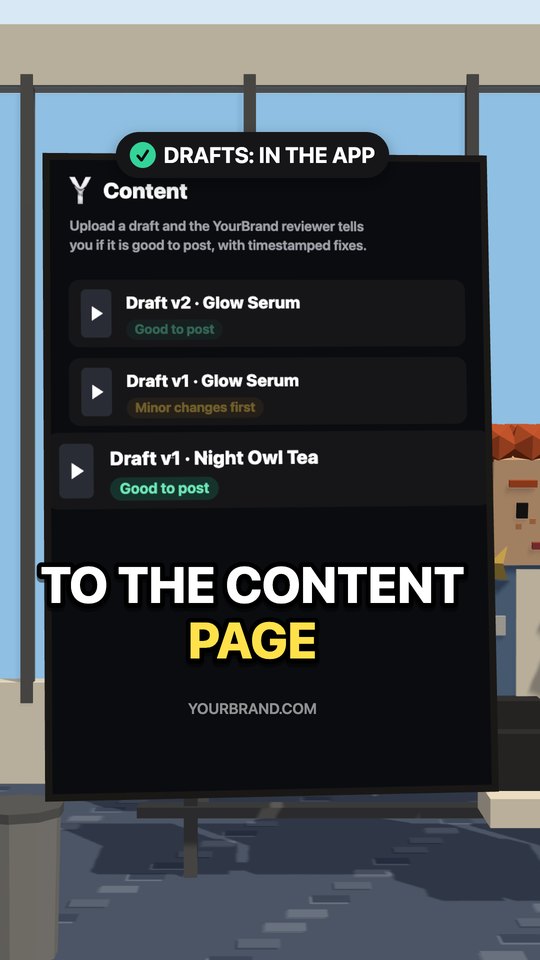 DRAFTS: IN THE APP
Content
Upload a draft and the YourBrand reviewer tells
you if it is good to post, with timestamped fixes.
Draft v2 · Glow Serum
Good to post
Draft v1 · Glow Serum
Minor changes first
Draft v1 · Night Owl Tea
Good to post
TO THE CONTENT
PAGE
YOURBRAND.COM